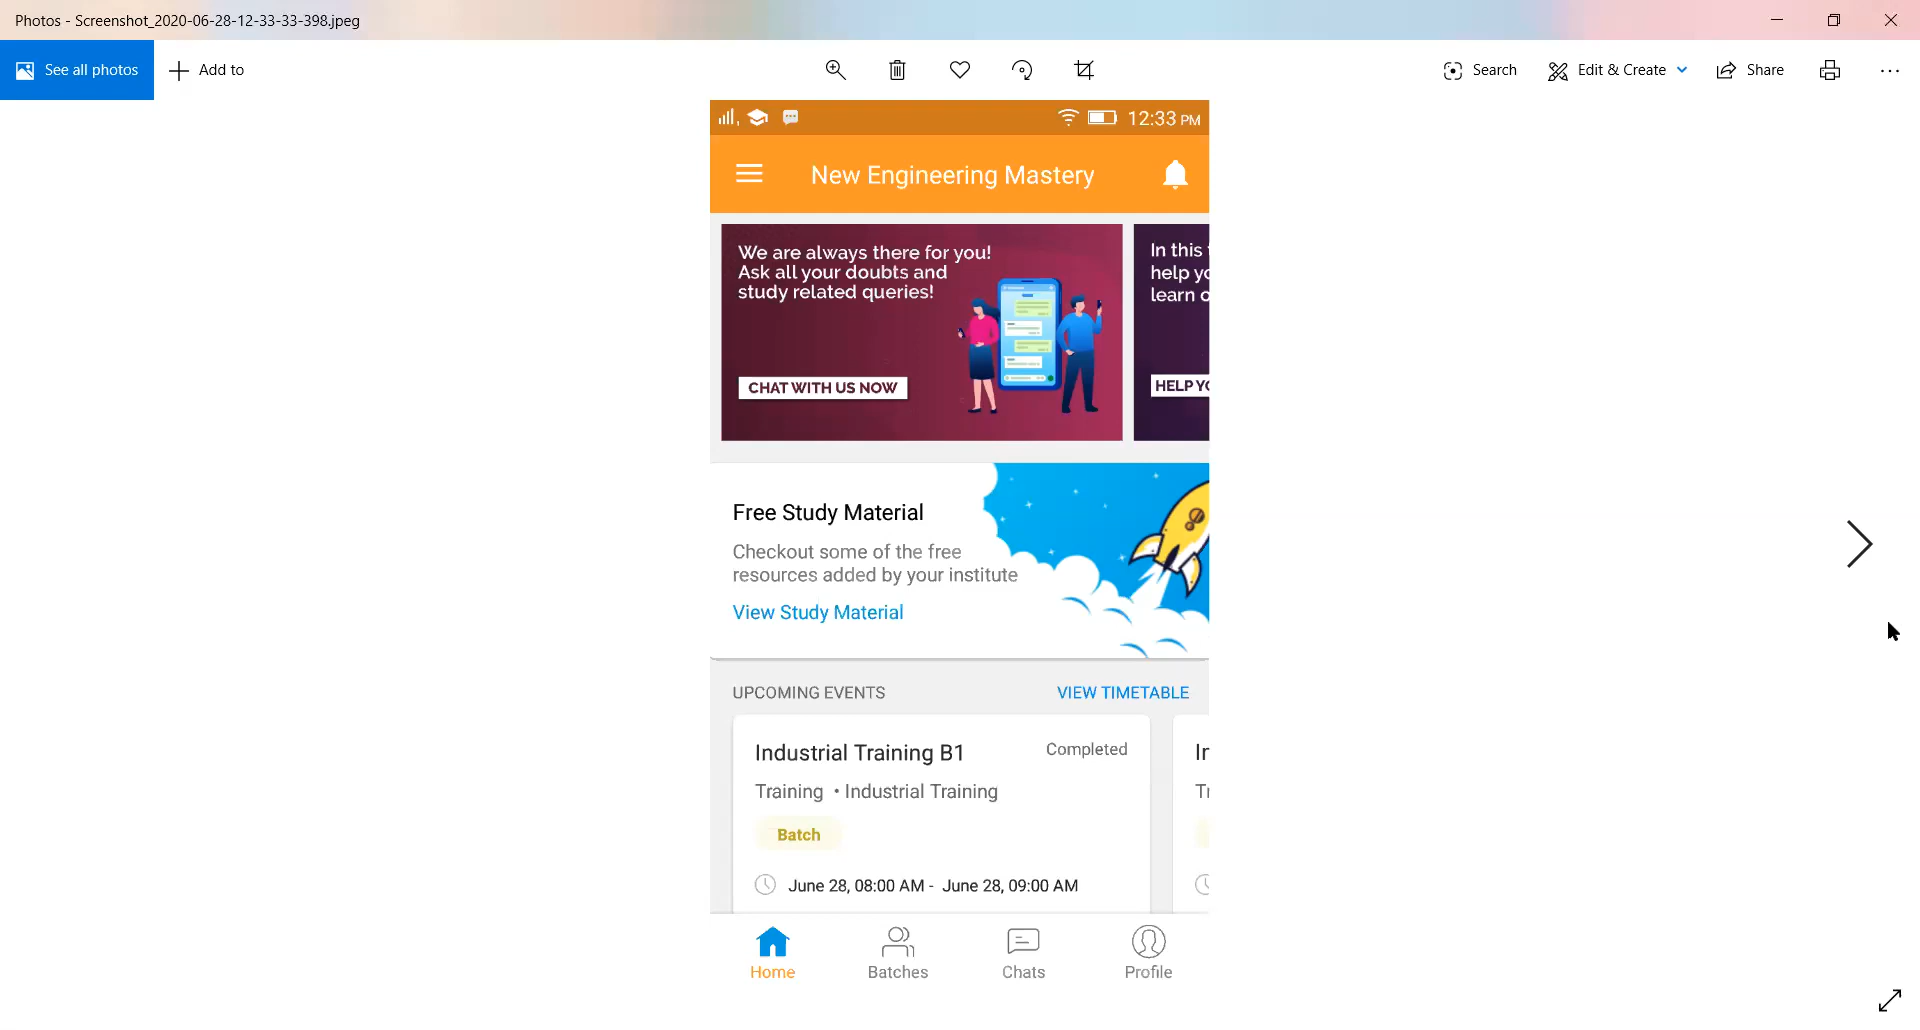 Photos - Screenshot_2020-06-28-12-33-33-398.jpeg
See all photos
Add to
Search
Edit & Create
Share
12:33 PM
New Engineering Mastery
We are always there for you!
Ask all your doubts and
study related queries!
CHAT WITH US NOW
In this
help yo
learn o
HELP YO
Free Study Material
Checkout some of the free
resources added by your institute
View Study Material
UPCOMING EVENTS
VIEW TIMETABLE
Industrial Training B1
Completed
Training • Industrial Training
Batch
June 28, 08:00 AM - June 28, 09:00 AM
In
Tr
Home
Batches
Chats
Profile